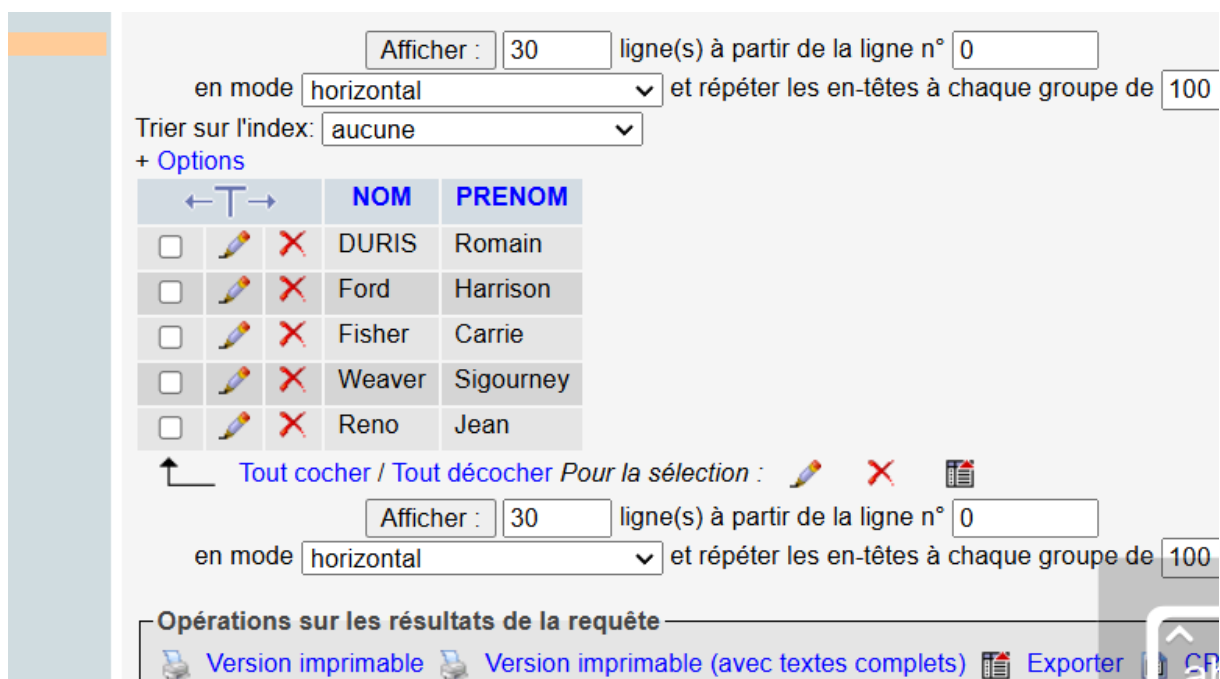 Afficher : 30 ligne(s) à partir de la ligne n° 0
en mode horizontal et répéter les en-têtes à chaque groupe de 100
Trier sur l'index: aucune
+ Options
←T→ NOM PRENOM
DURIS Romain
Ford Harrison
Fisher Carrie
Weaver Sigourney
Reno Jean
Tout cocher / Tout décocher Pour la sélection :
Afficher : 30 ligne(s) à partir de la ligne n° 0
en mode horizontal et répéter les en-têtes à chaque groupe de 100
Opérations sur les résultats de la requête
Version imprimable Version imprimable (avec textes complets) Exporter